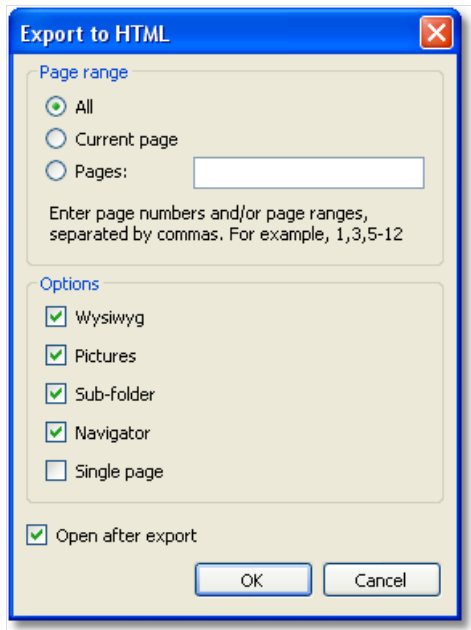 Export to HTML
Page range
All
Current page
Pages:
Enter page numbers and/or page ranges,
separated by commas. For example, 1,3,5-12
Options
Wysiwyg
Pictures
Sub-folder
Navigator
Single page
Open after export
OK Cancel